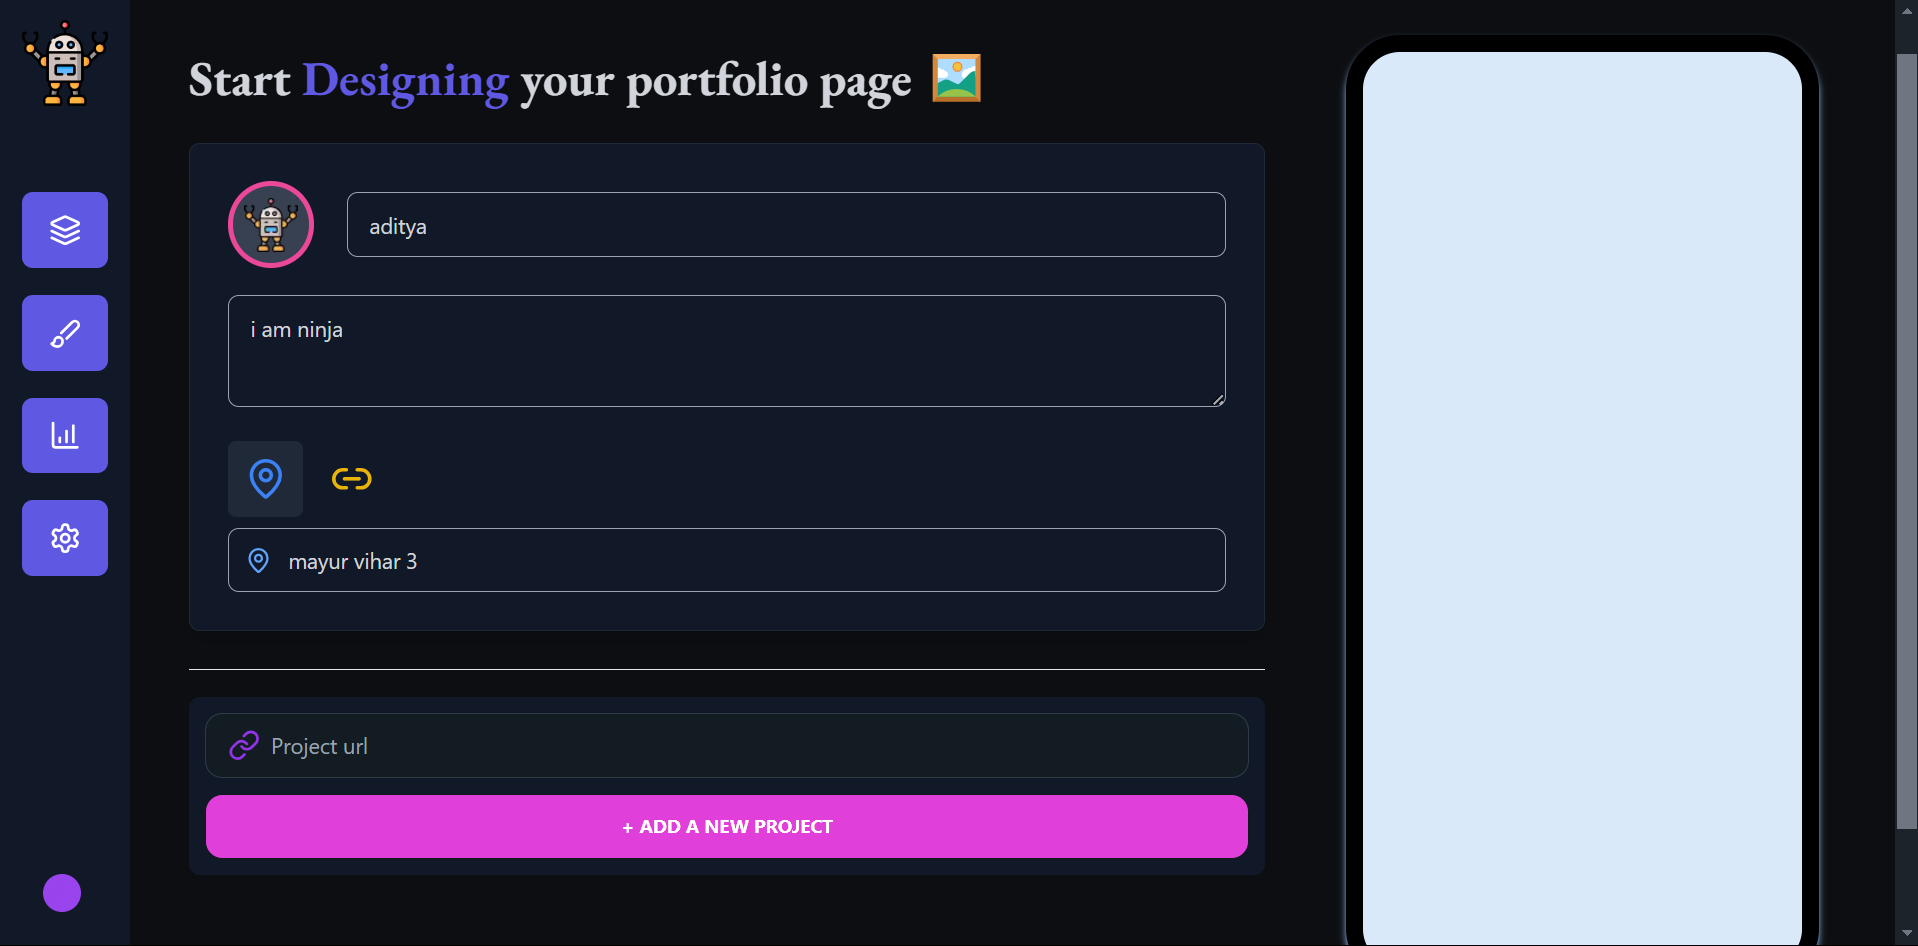 Start Designing your portfolio page
aditya
i am ninja
mayur vihar 3
Project url
+ ADD A NEW PROJECT